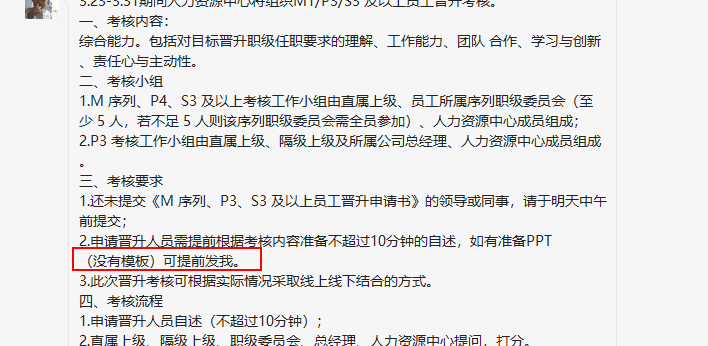 3.25-3.31期间人力资源中心将组织M1/P3/S3 及以上员工晋升考核。
一、考核内容：
综合能力。包括对目标晋升职级任职要求的理解、工作能力、团队 合作、学习与创新
、责任心与主动性。
二、考核小组
1.M 序列、P4、S3 及以上考核工作小组由直属上级、员工所属序列职级委员会（至
少 5 人，若不足 5 人则该序列职级委员会需全员参加）、人力资源中心成员组成；
2.P3 考核工作小组由直属上级、隔级上级及所属公司总经理、人力资源中心成员组成
。
三、考核要求
1.还未提交《M 序列、P3、S3 及以上员工晋升申请书》的领导或同事，请于明天中午
前提交；
2.申请晋升人员需提前根据考核内容准备不超过10分钟的自述，如有准备PPT
（没有模板）可提前发我。
3.此次晋升考核可根据实际情况采取线上线下结合的方式。
四、考核流程
1.申请晋升人员自述（不超过10分钟）；
2.直属上级、隔级上级、职级委员会、总经理、人力资源中心提问，打分。